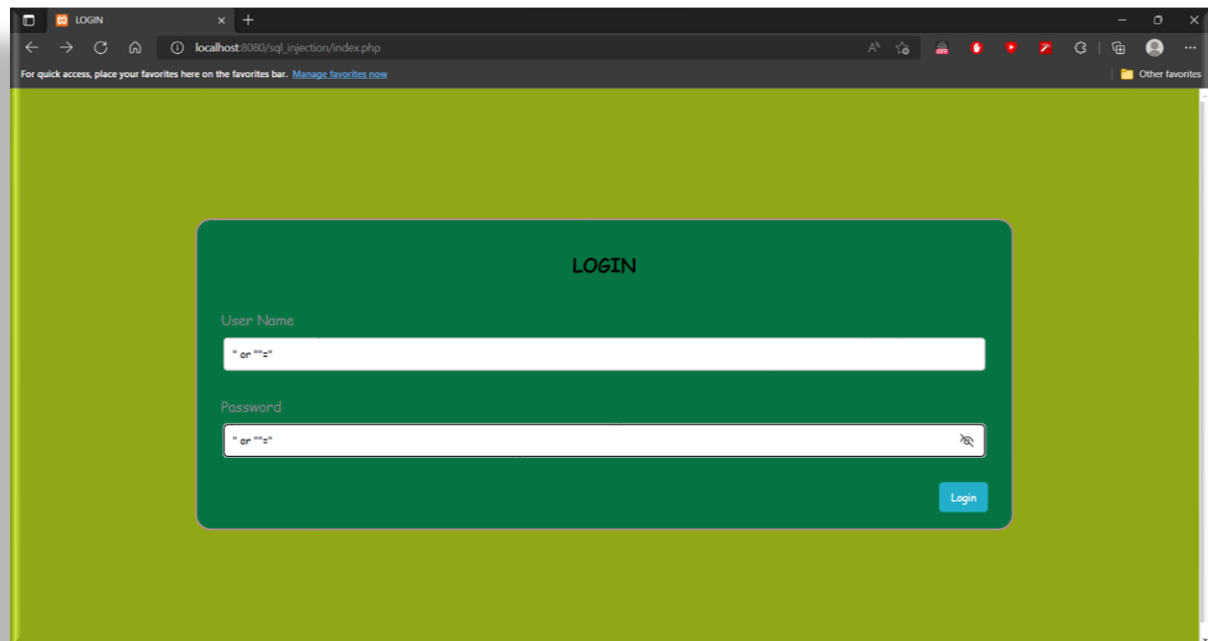 LOGIN
localhost:8080/sql_injection/index.php
For quick access, place your favorites here on the favorites bar. Manage favorites now
Other favorites
LOGIN
User Name
" or ""="
Password
" or ""="
Login